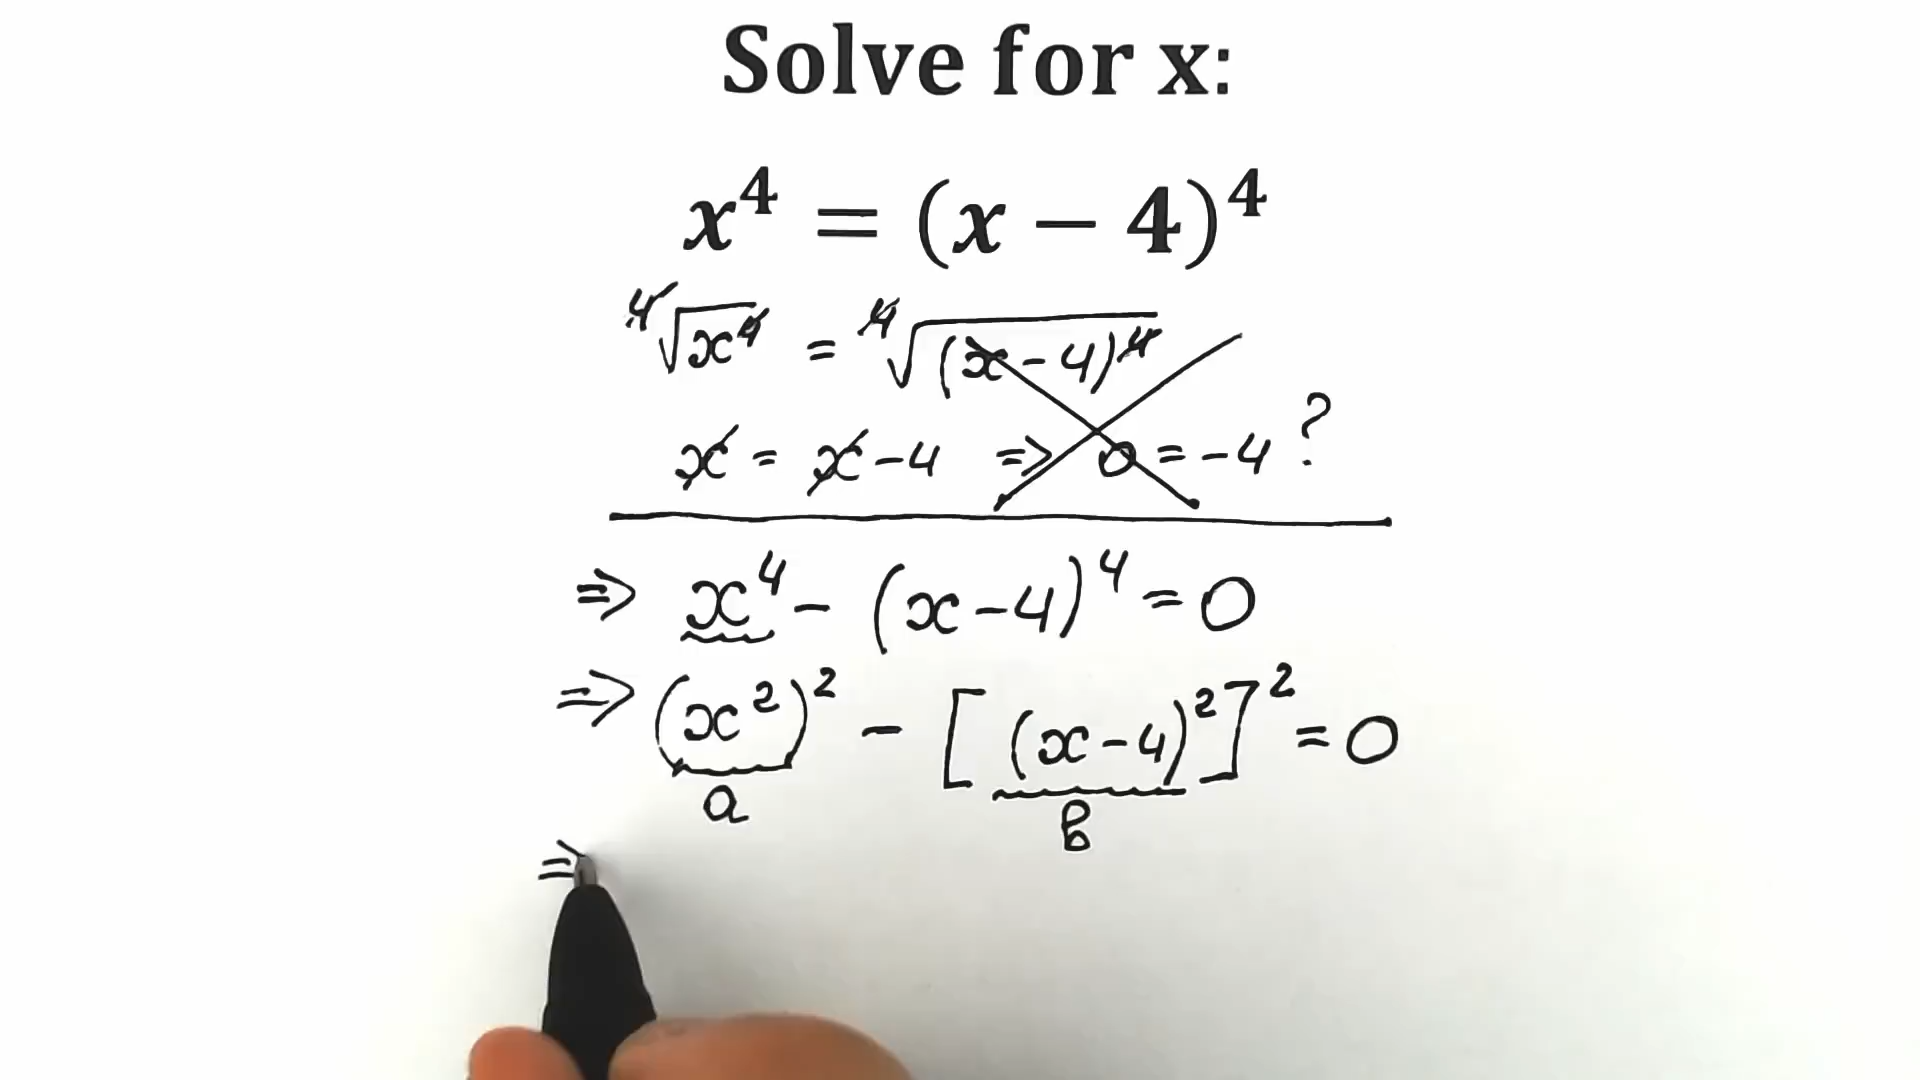 Solve for x:
x⁴ = (x − 4)⁴
⁴√x⁴ = ⁴√(x − 4)⁴
x = x − 4 => 0 = −4 ?
=> x⁴ − (x − 4)⁴ = 0
=> (x²)² − [(x − 4)²]² = 0
a B
=>